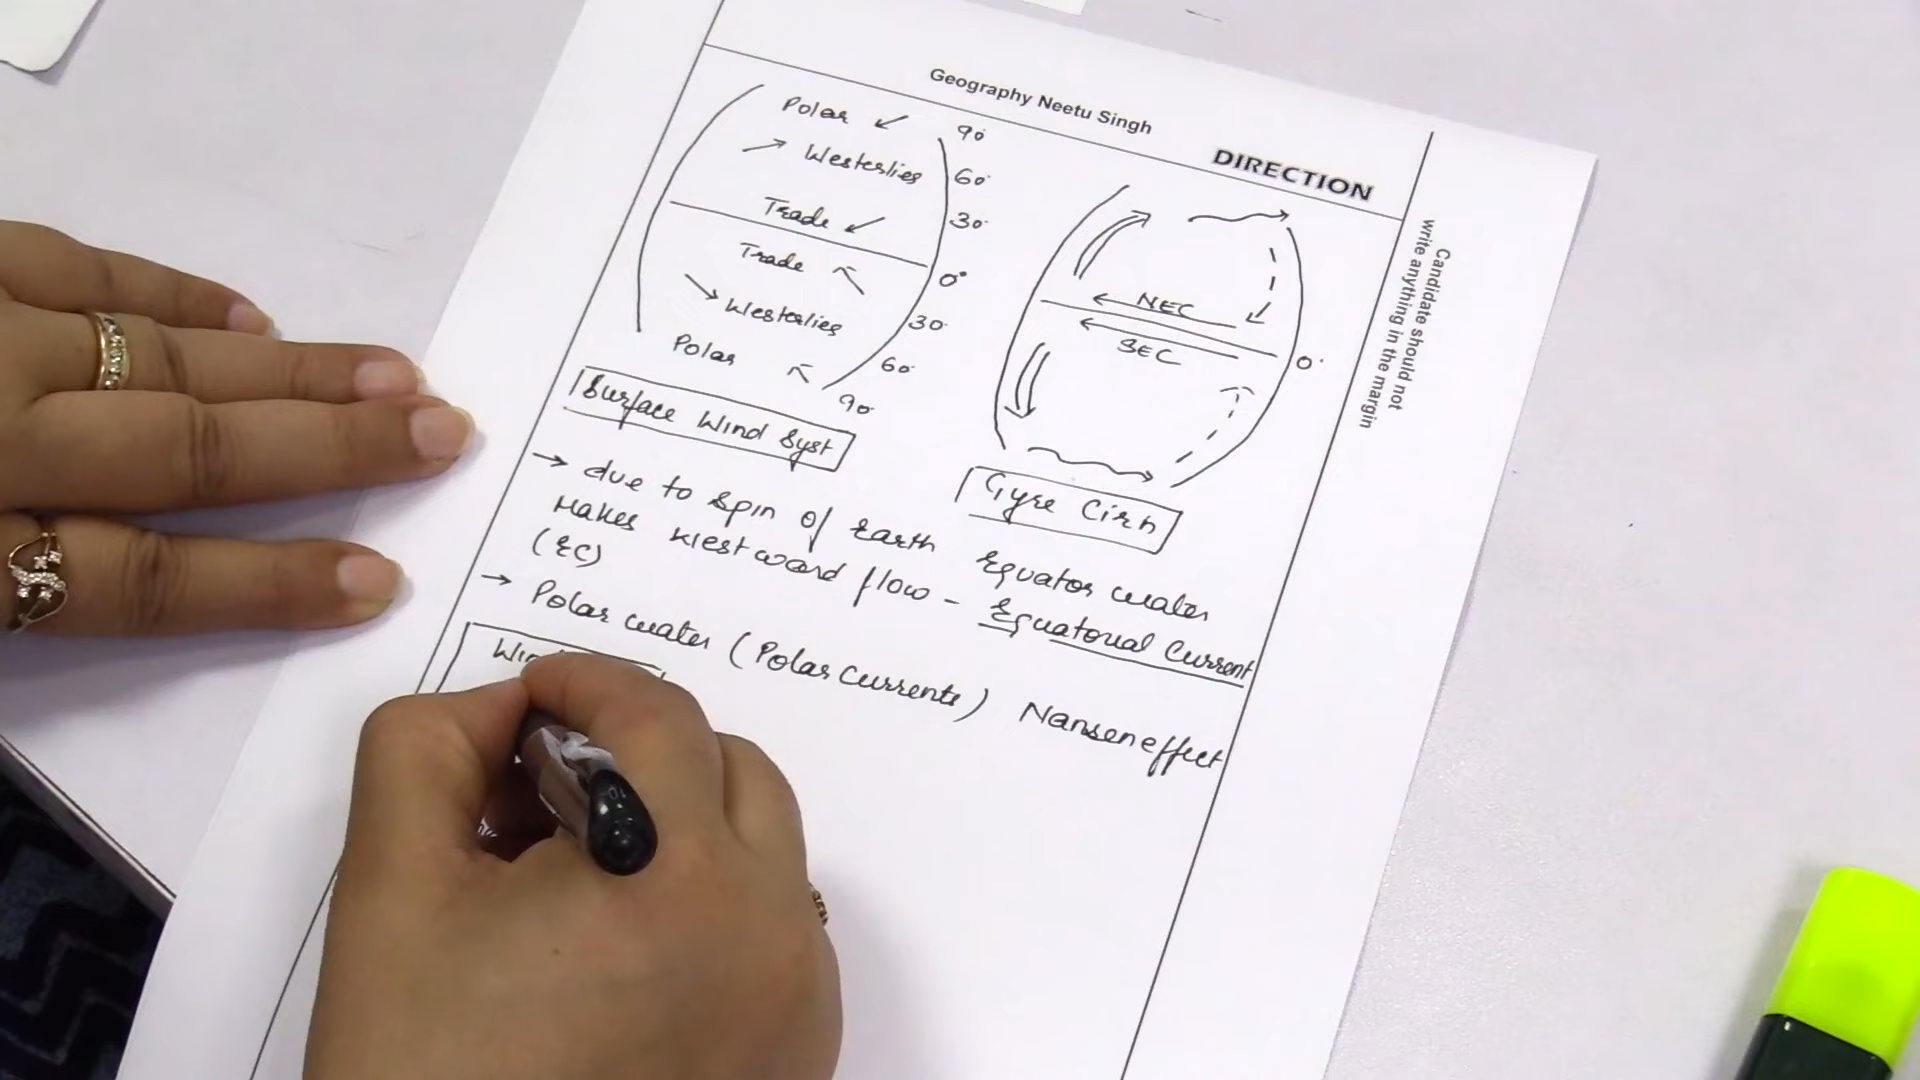 Geography Neetu Singh
DIRECTION
Candidate should not
write anything in the margin
Polar ↙ 90°
→ Westerlies 60°
Trade ↙ 30°
0°
Trade ↖
↘ Westerlies 30°
Polar ↖ 60°
90°
Surface Wind Syst
NEC
SEC
0°
Gyre Cirn
→ due to spin of Earth Equator water
makes westward flow - Equatorial Current
(EC)
→ Polar water (Polar Currents) Nansen effect